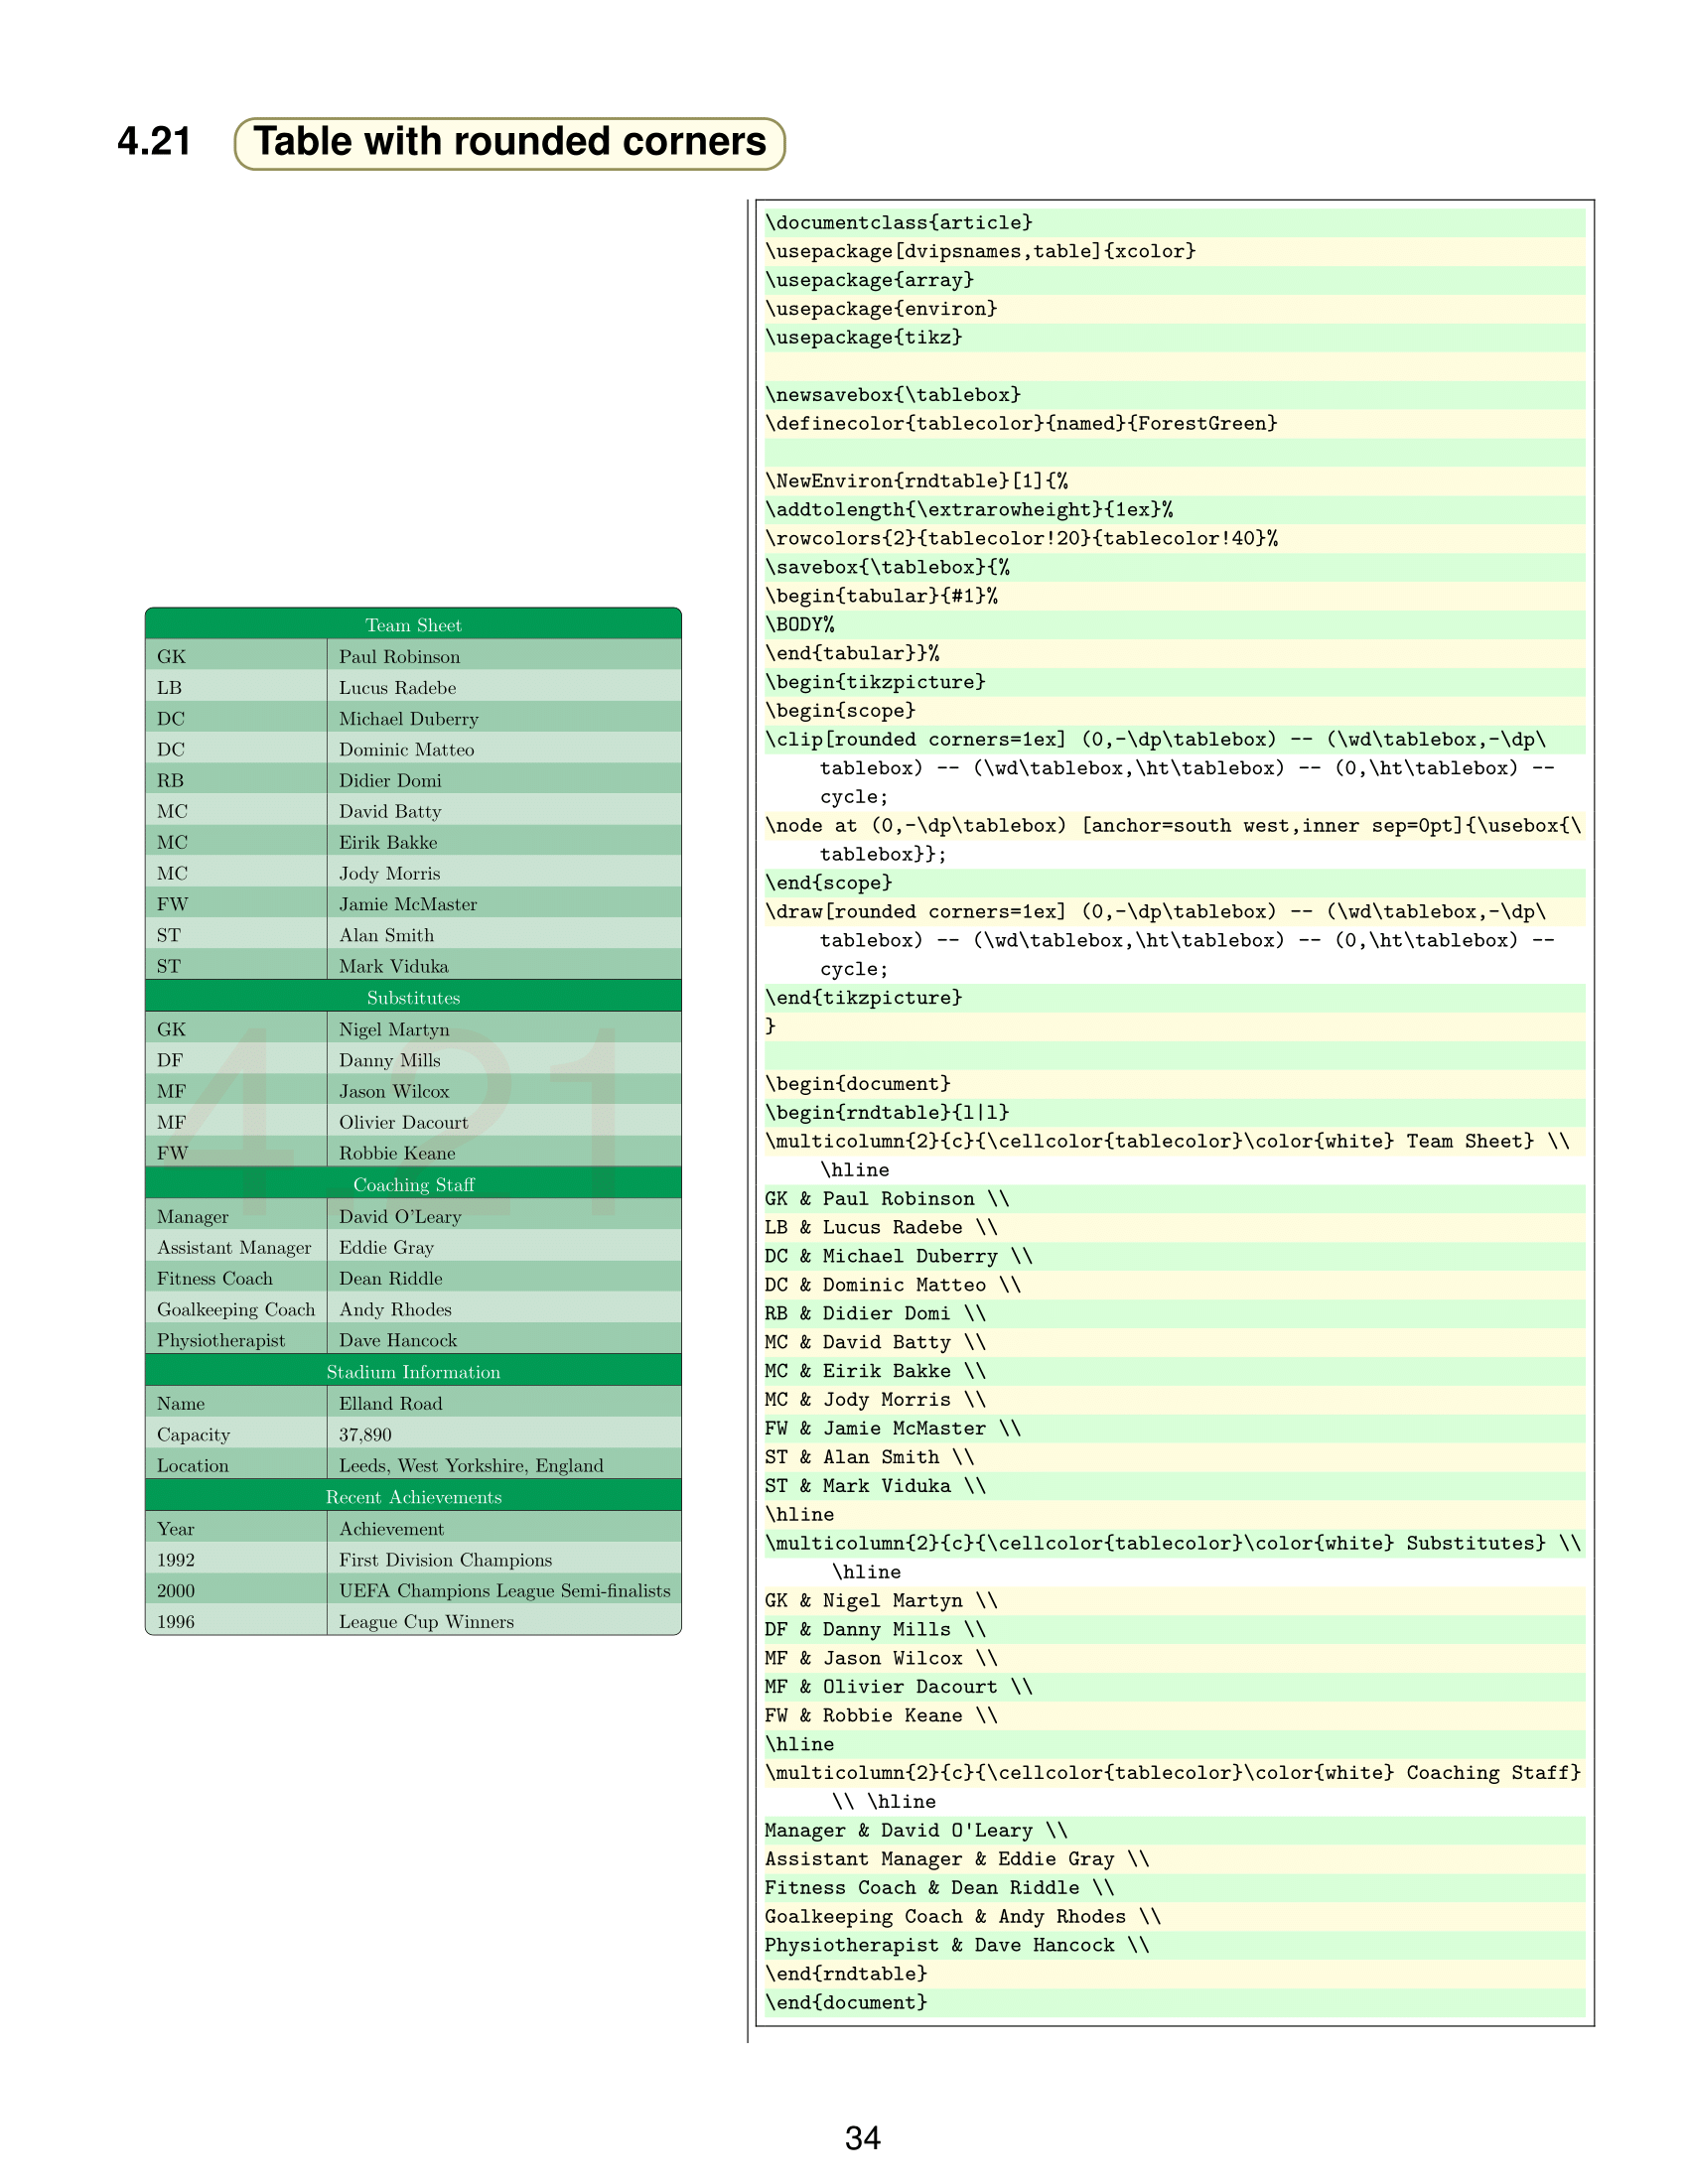 4.21 Table with rounded corners
Team Sheet
GK Paul Robinson
LB Lucus Radebe
DC Michael Duberry
DC Dominic Matteo
RB Didier Domi
MC David Batty
MC Eirik Bakke
MC Jody Morris
FW Jamie McMaster
ST Alan Smith
ST Mark Viduka
Substitutes
GK Nigel Martyn
DF Danny Mills
MF Jason Wilcox
MF Olivier Dacourt
FW Robbie Keane
Coaching Staff
Manager David O'Leary
Assistant Manager Eddie Gray
Fitness Coach Dean Riddle
Goalkeeping Coach Andy Rhodes
Physiotherapist Dave Hancock
Stadium Information
Name Elland Road
Capacity 37,890
Location Leeds, West Yorkshire, England
Recent Achievements
Year Achievement
1992 First Division Champions
2000 UEFA Champions League Semi-finalists
1996 League Cup Winners
4.21
\documentclass{article}
\usepackage[dvipsnames,table]{xcolor}
\usepackage{array}
\usepackage{environ}
\usepackage{tikz}
\newsavebox{\tablebox}
\definecolor{tablecolor}{named}{ForestGreen}
\NewEnviron{rndtable}[1]{%
\addtolength{\extrarowheight}{1ex}%
\rowcolors{2}{tablecolor!20}{tablecolor!40}%
\savebox{\tablebox}{%
\begin{tabular}{#1}%
\BODY%
\end{tabular}}%
\begin{tikzpicture}
\begin{scope}
\clip[rounded corners=1ex] (0,-\dp\tablebox) -- (\wd\tablebox,-\dp\
tablebox) -- (\wd\tablebox,\ht\tablebox) -- (0,\ht\tablebox) --
cycle;
\node at (0,-\dp\tablebox) [anchor=south west,inner sep=0pt]{\usebox{\
tablebox}};
\end{scope}
\draw[rounded corners=1ex] (0,-\dp\tablebox) -- (\wd\tablebox,-\dp\
tablebox) -- (\wd\tablebox,\ht\tablebox) -- (0,\ht\tablebox) --
cycle;
\end{tikzpicture}
}
\begin{document}
\begin{rndtable}{l|l}
\multicolumn{2}{c}{\cellcolor{tablecolor}\color{white} Team Sheet} \\
\hline
GK & Paul Robinson \\
LB & Lucus Radebe \\
DC & Michael Duberry \\
DC & Dominic Matteo \\
RB & Didier Domi \\
MC & David Batty \\
MC & Eirik Bakke \\
MC & Jody Morris \\
FW & Jamie McMaster \\
ST & Alan Smith \\
ST & Mark Viduka \\
\hline
\multicolumn{2}{c}{\cellcolor{tablecolor}\color{white} Substitutes} \\
\hline
GK & Nigel Martyn \\
DF & Danny Mills \\
MF & Jason Wilcox \\
MF & Olivier Dacourt \\
FW & Robbie Keane \\
\hline
\multicolumn{2}{c}{\cellcolor{tablecolor}\color{white} Coaching Staff}
\\ \hline
Manager & David O'Leary \\
Assistant Manager & Eddie Gray \\
Fitness Coach & Dean Riddle \\
Goalkeeping Coach & Andy Rhodes \\
Physiotherapist & Dave Hancock \\
\end{rndtable}
\end{document}
34